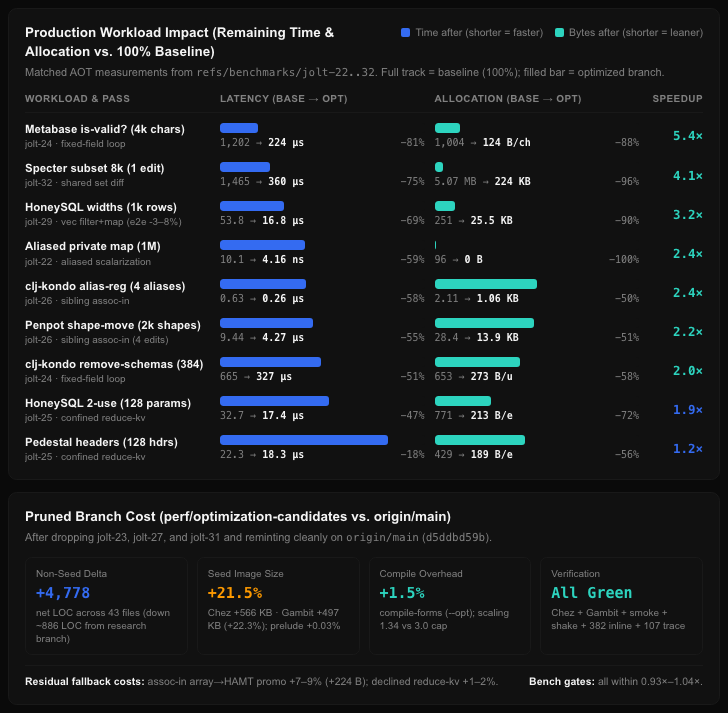 Production Workload Impact (Remaining Time &
Allocation vs. 100% Baseline)
Time after (shorter = faster)
Bytes after (shorter = leaner)
Matched AOT measurements from refs/benchmarks/jolt-22..32. Full track = baseline (100%); filled bar = optimized branch.
WORKLOAD & PASS LATENCY (BASE → OPT) ALLOCATION (BASE → OPT) SPEEDUP
Metabase is-valid? (4k chars)
jolt-24 · fixed-field loop
1,202 → 224 µs −81% 1,004 → 124 B/ch −88% 5.4×
Specter subset 8k (1 edit)
jolt-32 · shared set diff
1,465 → 360 µs −75% 5.07 MB → 224 KB −96% 4.1×
HoneySQL widths (1k rows)
jolt-29 · vec filter+map (e2e -3–8%)
53.8 → 16.8 µs −69% 251 → 25.5 KB −90% 3.2×
Aliased private map (1M)
jolt-22 · aliased scalarization
10.1 → 4.16 ns −59% 96 → 0 B −100% 2.4×
clj-kondo alias-reg (4 aliases)
jolt-26 · sibling assoc-in
0.63 → 0.26 µs −58% 2.11 → 1.06 KB −50% 2.4×
Penpot shape-move (2k shapes)
jolt-26 · sibling assoc-in (4 edits)
9.44 → 4.27 µs −55% 28.4 → 13.9 KB −51% 2.2×
clj-kondo remove-schemas (384)
jolt-24 · fixed-field loop
665 → 327 µs −51% 653 → 273 B/u −58% 2.0×
HoneySQL 2-use (128 params)
jolt-25 · confined reduce-kv
32.7 → 17.4 µs −47% 771 → 213 B/e −72% 1.9×
Pedestal headers (128 hdrs)
jolt-25 · confined reduce-kv
22.3 → 18.3 µs −18% 429 → 189 B/e −56% 1.2×
Pruned Branch Cost (perf/optimization-candidates vs. origin/main)
After dropping jolt-23, jolt-27, and jolt-31 and reminting cleanly on origin/main (d5ddbd59b).
Non-Seed Delta
+4,778
net LOC across 43 files (down
~886 LOC from research
branch)
Seed Image Size
+21.5%
Chez +566 KB · Gambit +497
KB (+22.3%); prelude +0.03%
Compile Overhead
+1.5%
compile-forms (--opt); scaling
1.34 vs 3.0 cap
Verification
All Green
Chez + Gambit + smoke +
shake + 382 inline + 107 trace
Residual fallback costs: assoc-in array→HAMT promo +7–9% (+224 B); declined reduce-kv +1–2%.
Bench gates: all within 0.93×–1.04×.